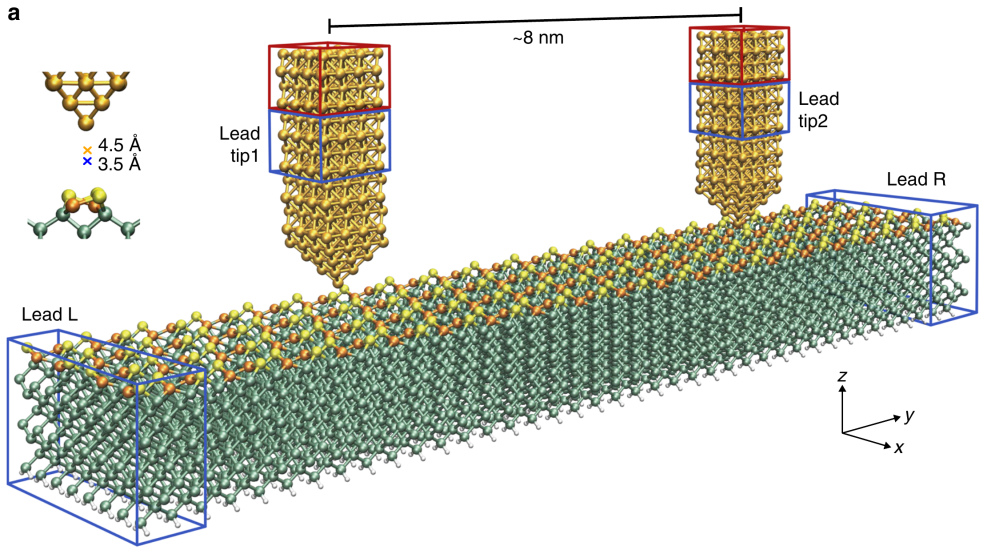 a
~8 nm
4.5 Å
3.5 Å
Lead
tip1
Lead
tip2
Lead R
Lead L
z
y
x